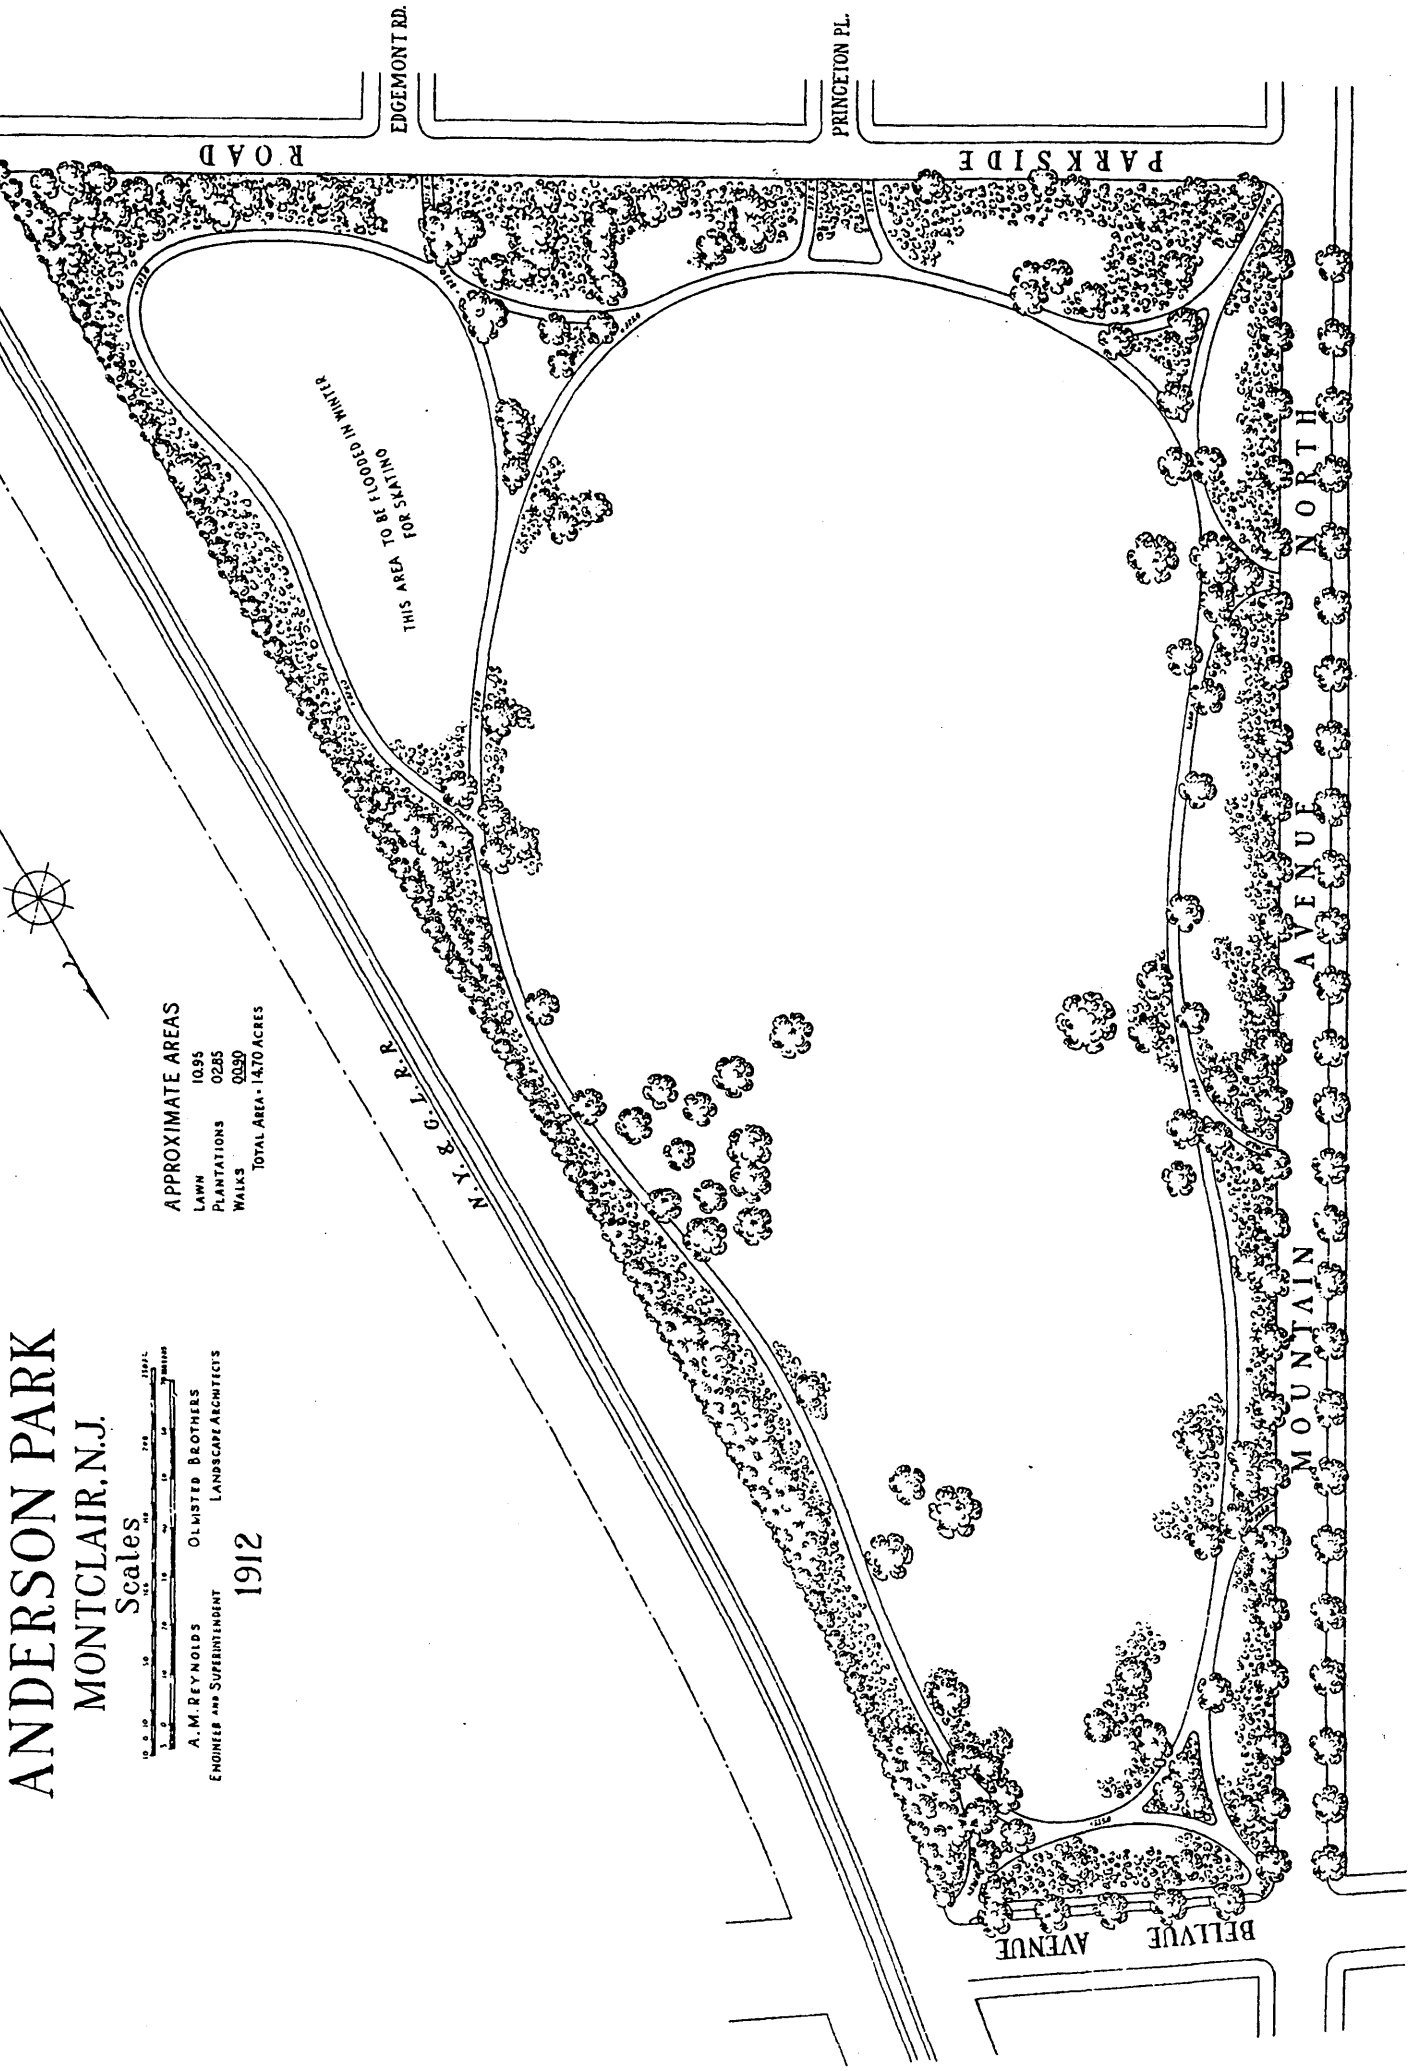 ANDERSON PARK
MONTCLAIR, N.J.
Scales
A. M. REYNOLDS OLMSTED BROTHERS
ENGINEER AND SUPERINTENDENT LANDSCAPE ARCHITECTS
1912
APPROXIMATE AREAS
LAWN 10.95
PLANTATIONS 02.85
WALKS 00.90
TOTAL AREA - 14.70 ACRES
N. Y. & G. L. R. R.
THIS AREA TO BE FLOODED IN WINTER
FOR SKATING
EDGEMONT RD.
PRINCETON PL.
PARKSIDE ROAD
MOUNTAIN AVENUE NORTH
BELLVUE AVENUE